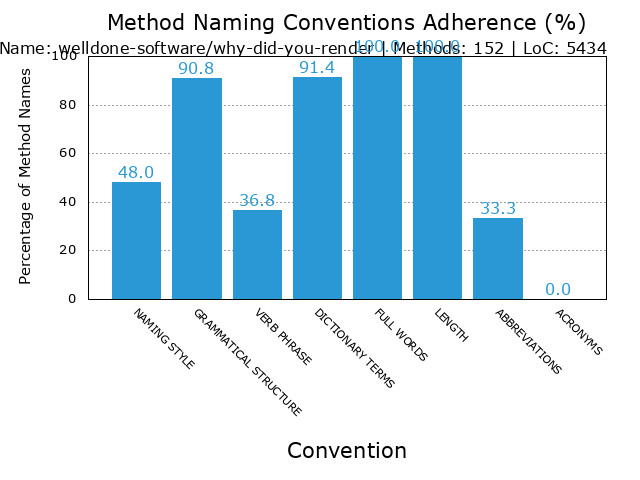 Method Naming Conventions Adherence (%)
Name: welldone-software/why-did-you-render | Methods: 152 | LoC: 5434
100.0 100.0
100
91.4
90.8
80
60
48.0
40
36.8
33.3
20
0.0
0
Percentage of Method Names
NAMING STYLE
GRAMMATICAL STRUCTURE
VERB PHRASE
DICTIONARY TERMS
FULL WORDS
LENGTH
ABBREVIATIONS
ACRONYMS
Convention